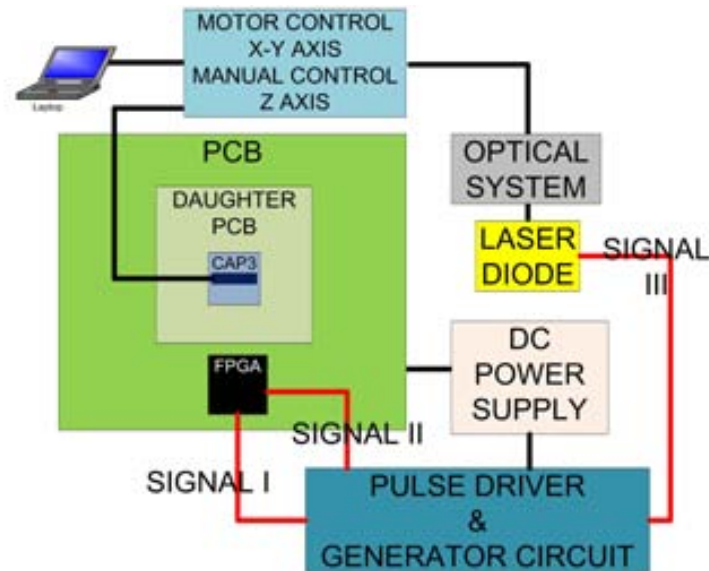 MOTOR CONTROL
X-Y AXIS
MANUAL CONTROL
Z AXIS
Laptop
PCB
OPTICAL
SYSTEM
DAUGHTER
PCB
LASER
DIODE
SIGNAL
III
CAP3
DC
POWER
SUPPLY
FPGA
SIGNAL II
SIGNAL I
PULSE DRIVER
&
GENERATOR CIRCUIT